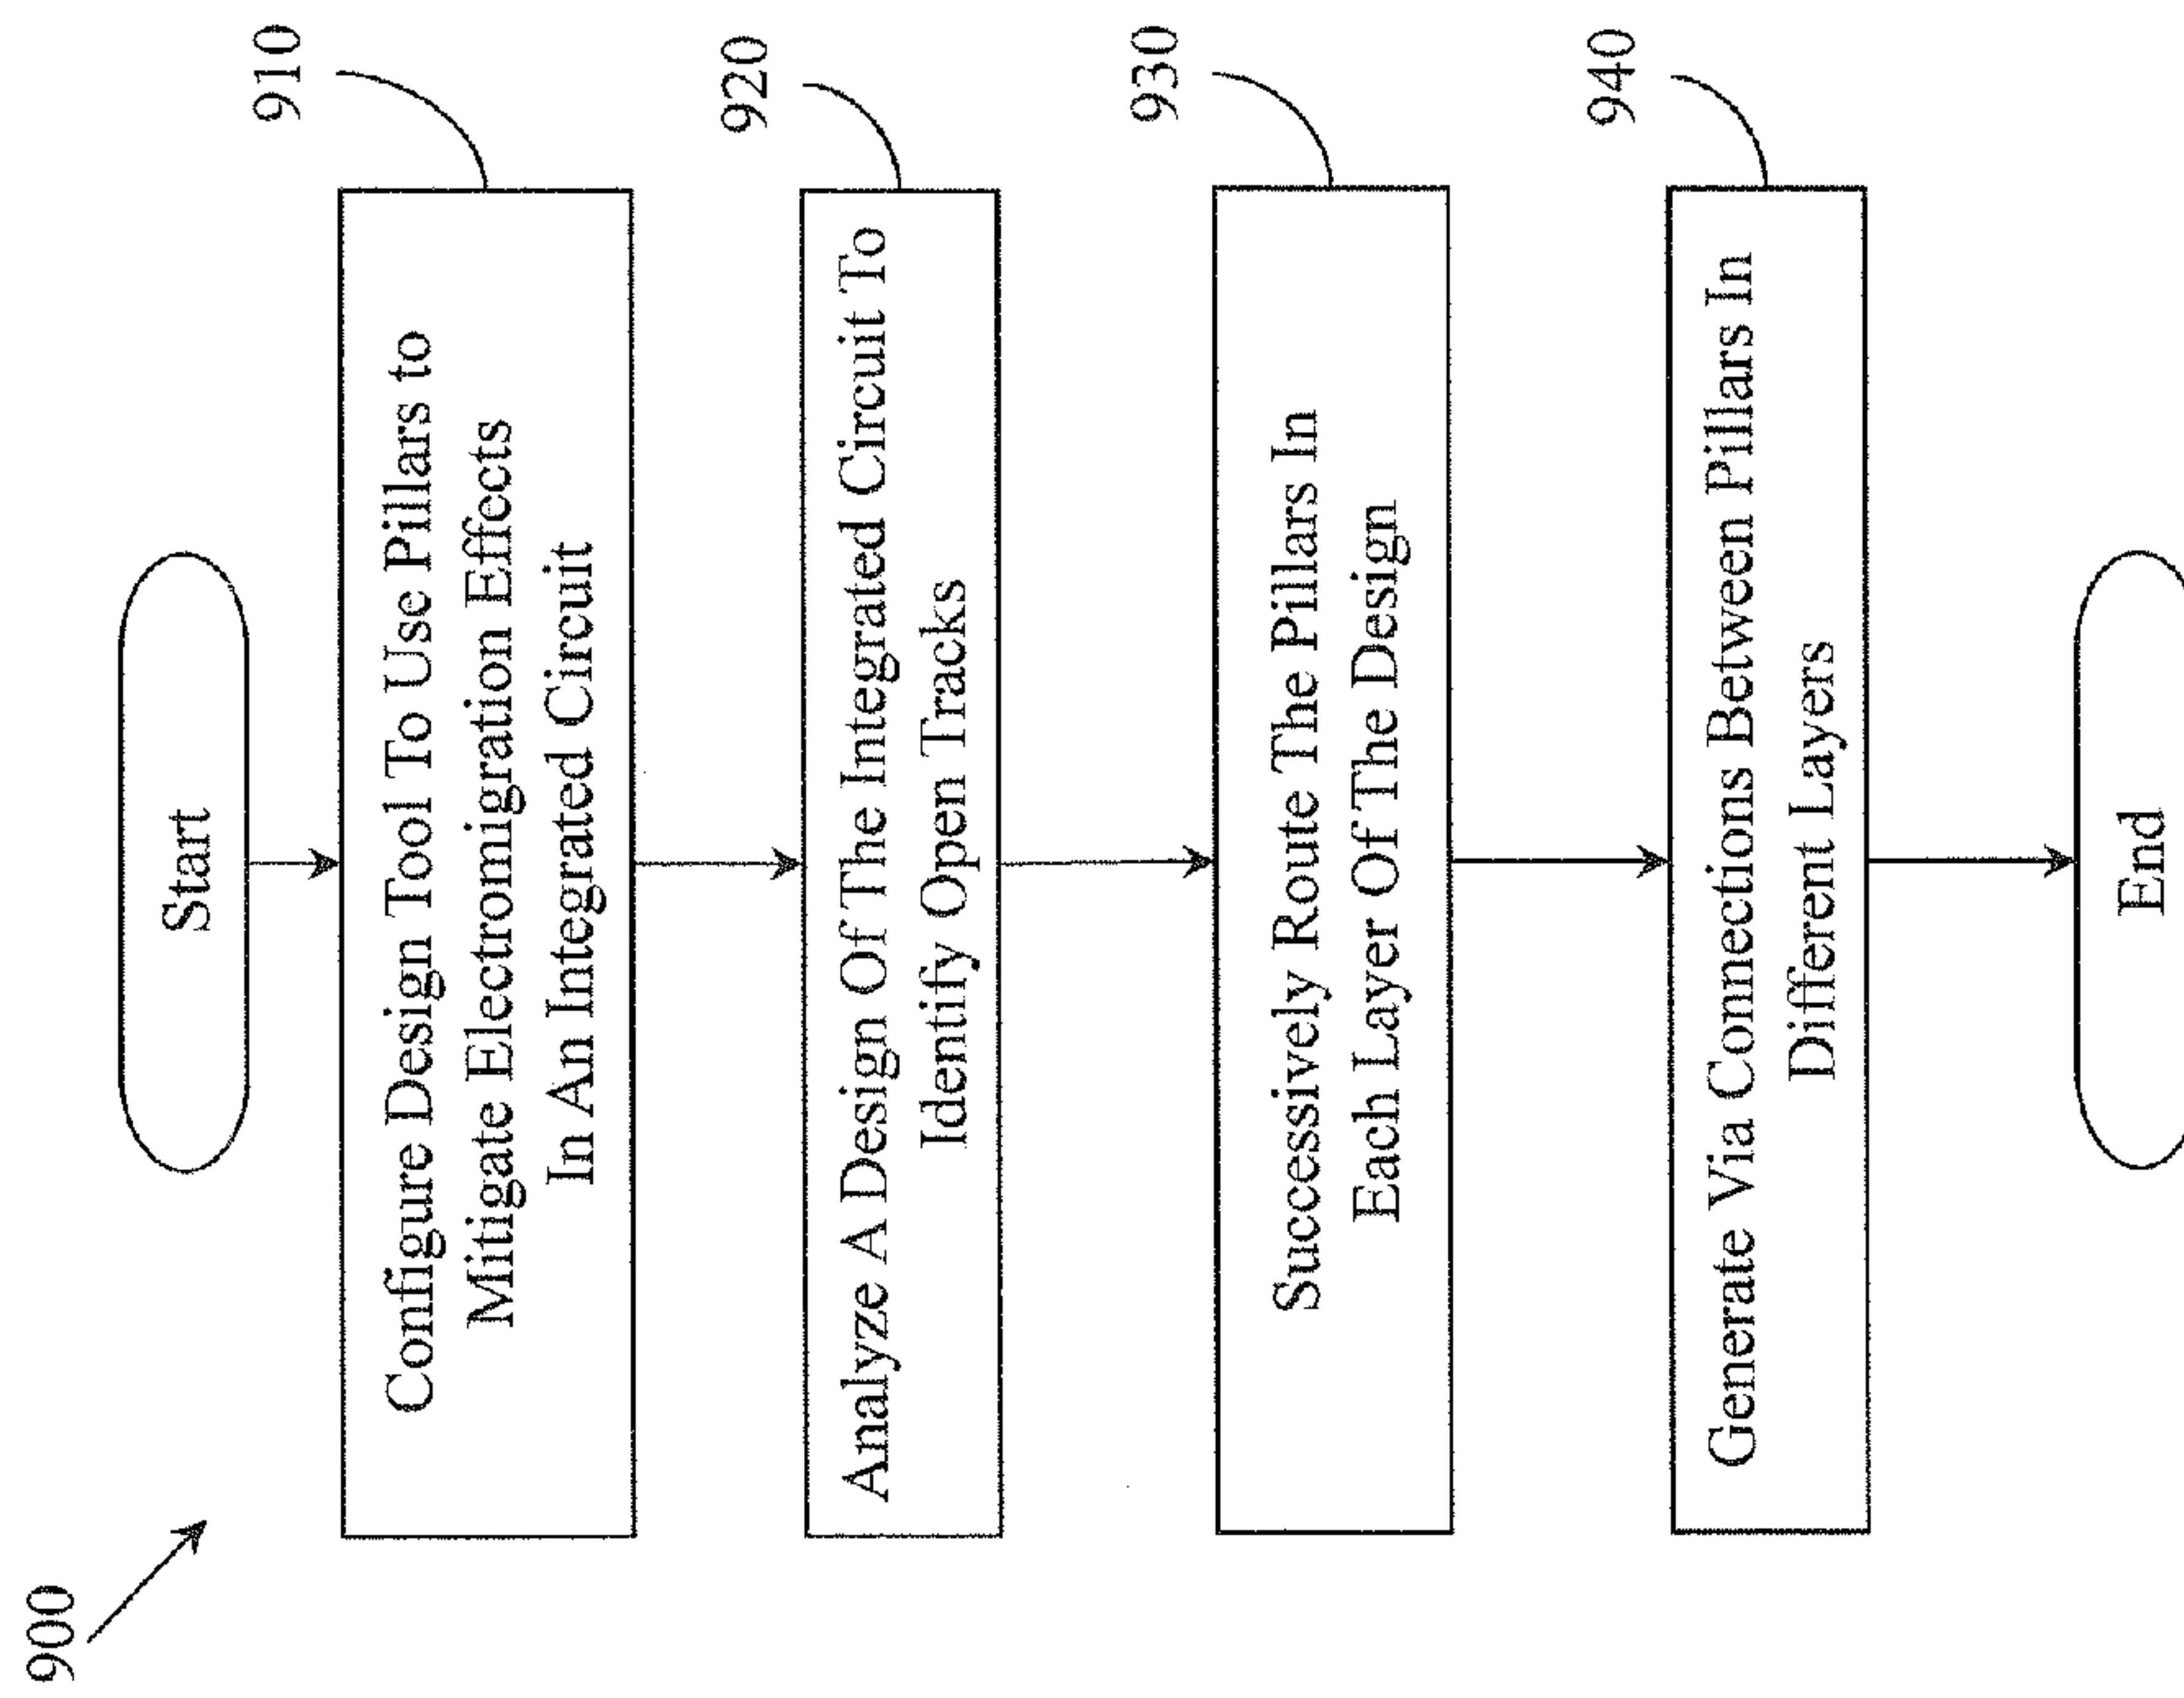 900
Start
910
Configure Design Tool To Use Pillars to
Mitigate Electromigration Effects
In An Integrated Circuit
920
Analyze A Design Of The Integrated Circuit To
Identify Open Tracks
930
Successively Route The Pillars In
Each Layer Of The Design
940
Generate Via Connections Between Pillars In
Different Layers
End